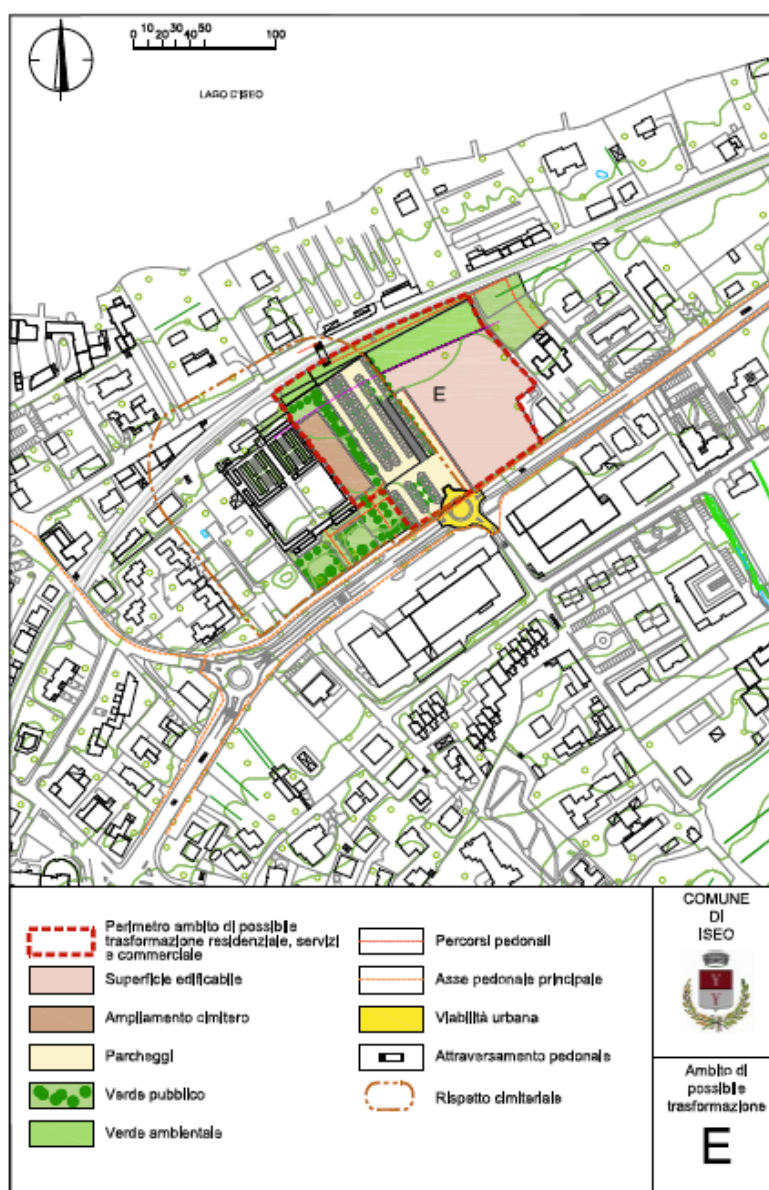 0 10 20 30 40 50 100
LAGO D'ISEO
E
Perimetro ambito di possibile
trasformazione residenziale, servizi
e commerciale
Superficie edificabile
Ampliamento cimitero
Parcheggi
Verde pubblico
Verde ambientale
Percorsi pedonali
Asse pedonale principale
Viabilità urbana
Attraversamento pedonale
Rispetto cimiteriale
COMUNE
DI
ISEO
Y
Y
Ambito di
possibile
trasformazione
E